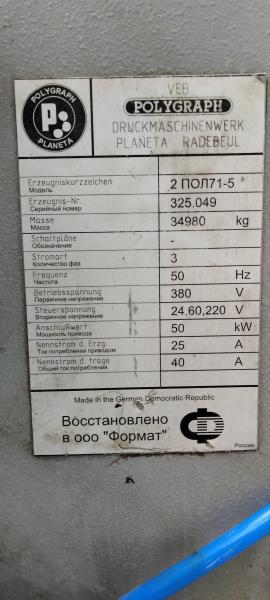 POLYGRAPH
P
PLANETA
VEB
POLYGRAPH
DRUCKMASCHINENWERK
PLANETA RADEBEUL
Erzeugniskurzzeichen
Модель
2 ПОЛ71-5
Erzeugnis-Nr.
Серийный номер
325.049
Masse
Масса
34980 kg
Schaltpläne
Обозначение
-
Stromart
Количество фаз
3
Frequenz
Частота
50 Hz
Betriebsspannung
Первичное напряжение
380 V
Steuerspannung
Вторичное напряжение
24,60,220 V
Anschlußwert
Мощность привода
50 kW
Nennstrom d. Erzg.
Ток потребления приводом
25 A
Nennstrom d. trage
Общий ток потребления
40 A
Made in the German Democratic Republic
Восстановлено
в ооо "Формат"
Россия